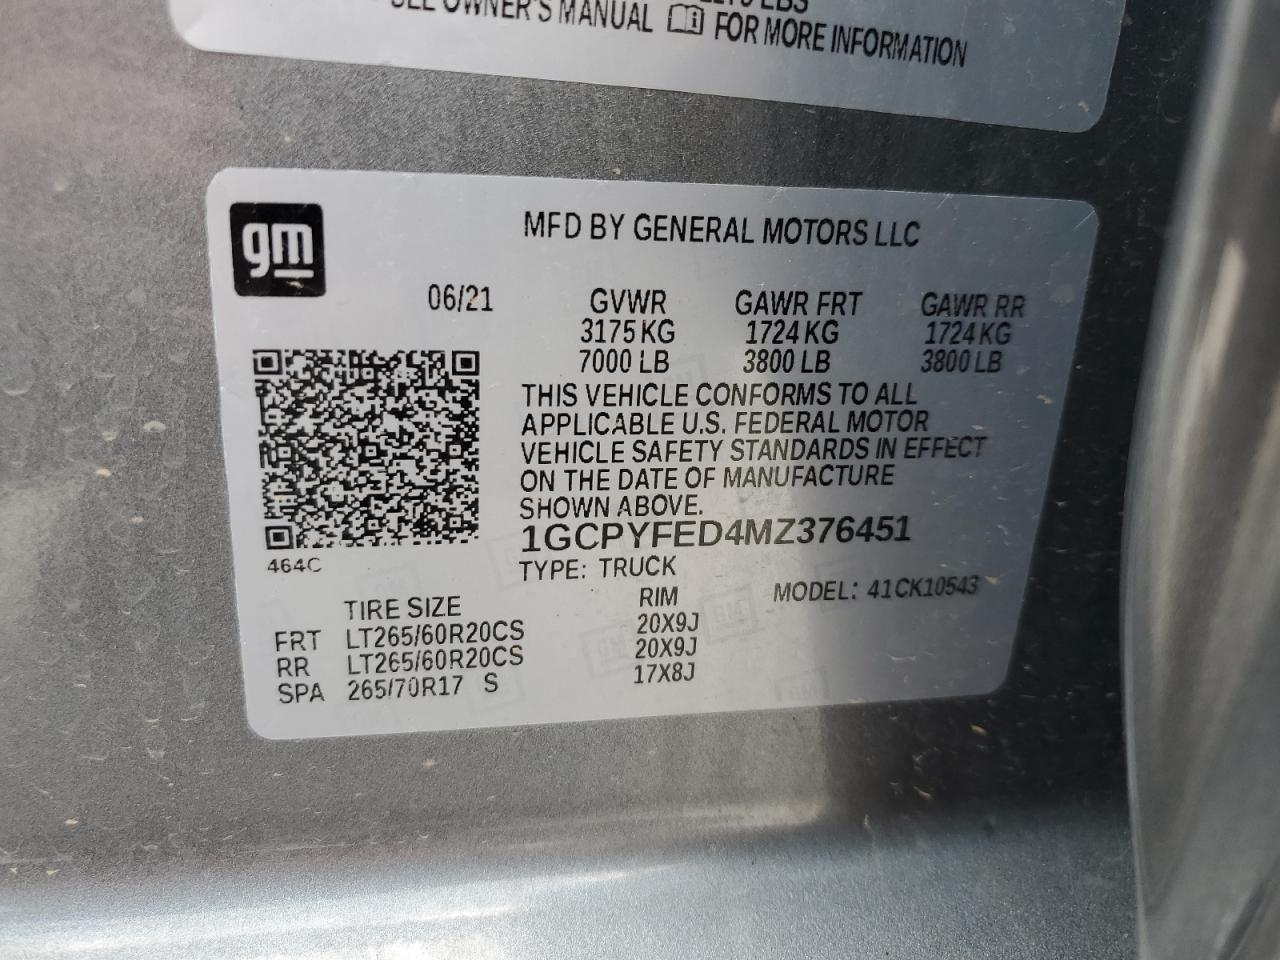 SEE OWNER'S MANUAL FOR MORE INFORMATION
gm
MFD BY GENERAL MOTORS LLC
06/21 GVWR GAWR FRT GAWR RR
3175 KG 1724 KG 1724 KG
7000 LB 3800 LB 3800 LB
THIS VEHICLE CONFORMS TO ALL
APPLICABLE U.S. FEDERAL MOTOR
VEHICLE SAFETY STANDARDS IN EFFECT
ON THE DATE OF MANUFACTURE
SHOWN ABOVE.
1GCPYFED4MZ376451
464C
TYPE: TRUCK
TIRE SIZE RIM MODEL: 41CK10543
FRT LT265/60R20CS 20X9J
RR LT265/60R20CS 20X9J
SPA 265/70R17 S 17X8J